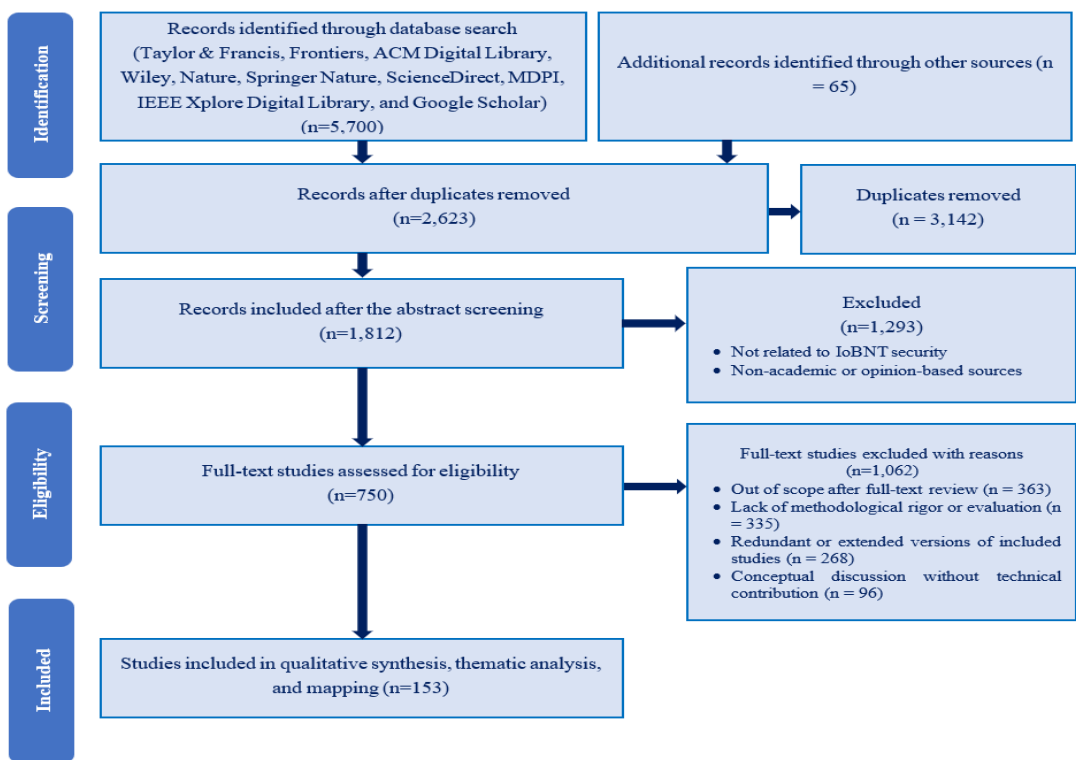 Identification
Records identified through database search
(Taylor & Francis, Frontiers, ACM Digital Library,
Wiley, Nature, Springer Nature, ScienceDirect, MDPI,
IEEE Xplore Digital Library, and Google Scholar)
(n=5,700)
Additional records identified through other sources (n
= 65)
Records after duplicates removed
(n=2,623)
Duplicates removed
(n = 3,142)
Screening
Records included after the abstract screening
(n=1,812)
Excluded
(n=1,293)
• Not related to IoBNT security
• Non-academic or opinion-based sources
Eligibility
Full-text studies assessed for eligibility
(n=750)
Full-text studies excluded with reasons
(n=1,062)
• Out of scope after full-text review (n = 363)
• Lack of methodological rigor or evaluation (n
= 335)
• Redundant or extended versions of included
studies (n = 268)
• Conceptual discussion without technical
contribution (n = 96)
Included
Studies included in qualitative synthesis, thematic analysis,
and mapping (n=153)